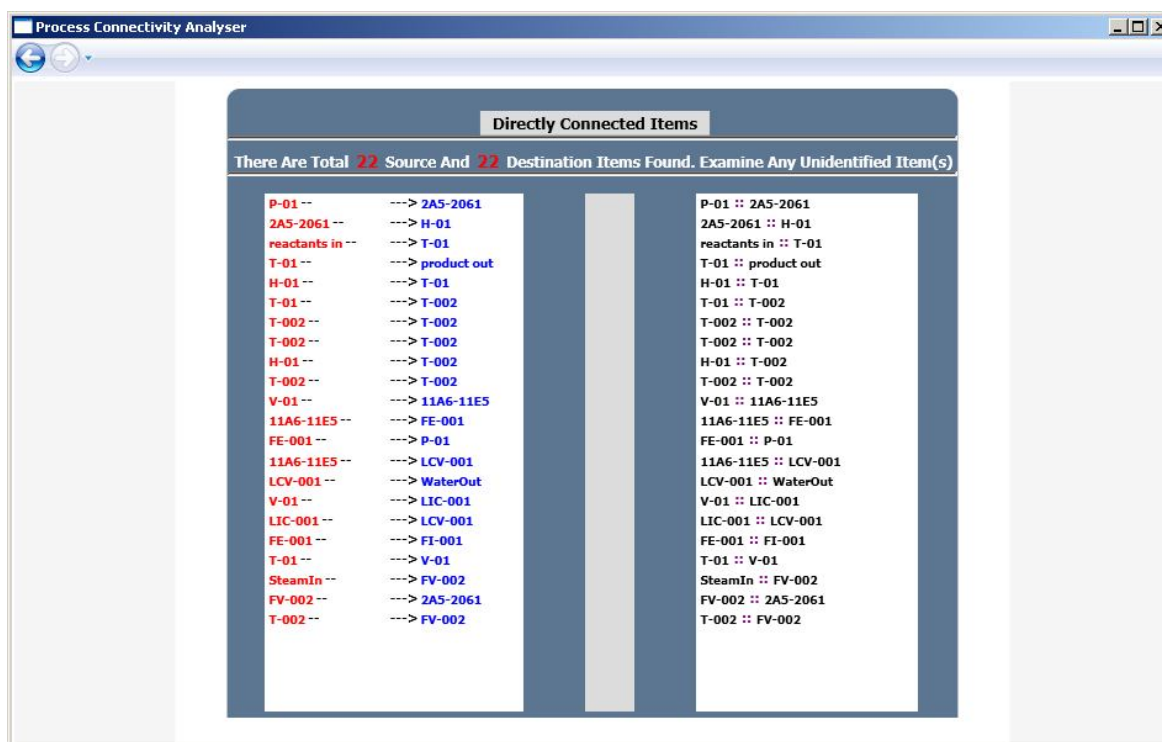 Process Connectivity Analyser
Directly Connected Items
There Are Total 22 Source And 22 Destination Items Found. Examine Any Unidentified Item(s)
P-01 -- ---> 2A5-2061 P-01 :: 2A5-2061
2A5-2061 -- ---> H-01 2A5-2061 :: H-01
reactants in -- ---> T-01 reactants in :: T-01
T-01 -- ---> product out T-01 :: product out
H-01 -- ---> T-01 H-01 :: T-01
T-01 -- ---> T-002 T-01 :: T-002
T-002 -- ---> T-002 T-002 :: T-002
T-002 -- ---> T-002 T-002 :: T-002
H-01 -- ---> T-002 H-01 :: T-002
T-002 -- ---> T-002 T-002 :: T-002
V-01 -- ---> 11A6-11E5 V-01 :: 11A6-11E5
11A6-11E5 -- ---> FE-001 11A6-11E5 :: FE-001
FE-001 -- ---> P-01 FE-001 :: P-01
11A6-11E5 -- ---> LCV-001 11A6-11E5 :: LCV-001
LCV-001 -- ---> WaterOut LCV-001 :: WaterOut
V-01 -- ---> LIC-001 V-01 :: LIC-001
LIC-001 -- ---> LCV-001 LIC-001 :: LCV-001
FE-001 -- ---> FI-001 FE-001 :: FI-001
T-01 -- ---> V-01 T-01 :: V-01
SteamIn -- ---> FV-002 SteamIn :: FV-002
FV-002 -- ---> 2A5-2061 FV-002 :: 2A5-2061
T-002 -- ---> FV-002 T-002 :: FV-002